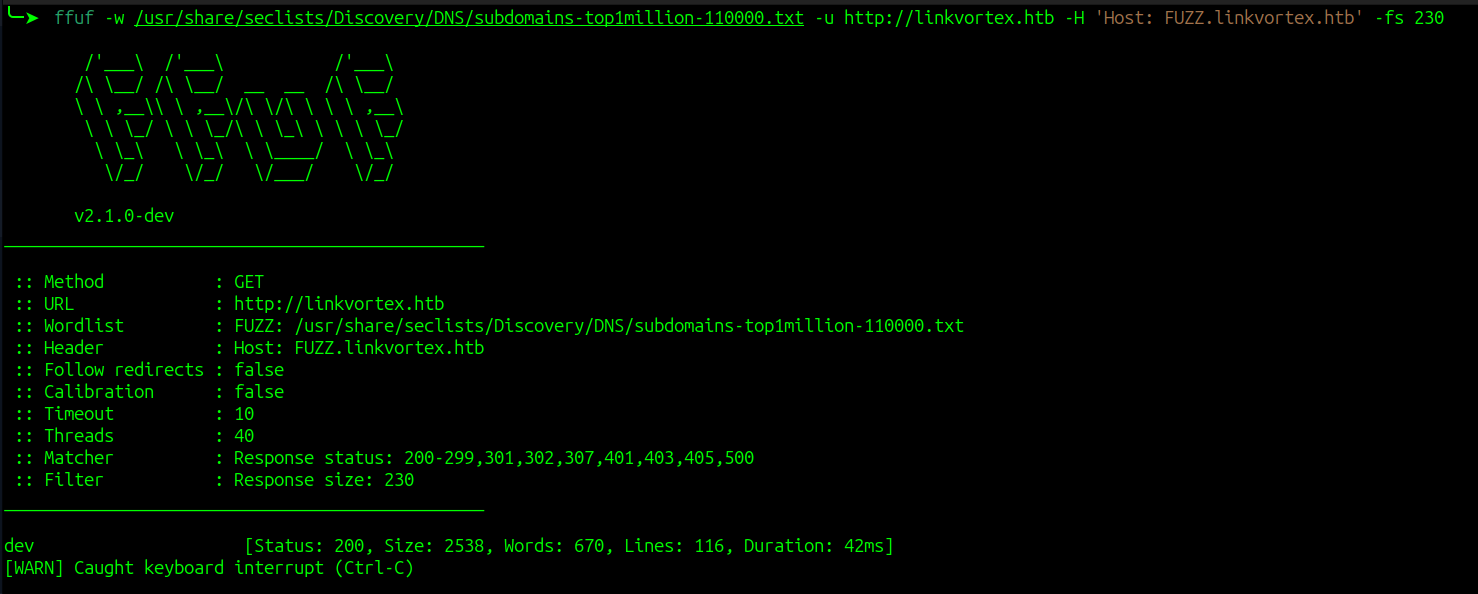 ╰─➤ ffuf -w /usr/share/seclists/Discovery/DNS/subdomains-top1million-110000.txt -u http://linkvortex.htb -H 'Host: FUZZ.linkvortex.htb' -fs 230
        /'___\  /'___\           /'___\
       /\ \__/ /\ \__/  __  __  /\ \__/
       \ \ ,__\\ \ ,__\/\ \/\ \ \ \ ,__\
        \ \ \_/ \ \ \_/\ \ \_\ \ \ \ \_/
         \ \_\   \ \_\  \ \____/  \ \_\
          \/_/    \/_/   \/___/    \/_/
       v2.1.0-dev
________________________________________________
 :: Method           : GET
 :: URL              : http://linkvortex.htb
 :: Wordlist         : FUZZ: /usr/share/seclists/Discovery/DNS/subdomains-top1million-110000.txt
 :: Header           : Host: FUZZ.linkvortex.htb
 :: Follow redirects : false
 :: Calibration      : false
 :: Timeout          : 10
 :: Threads          : 40
 :: Matcher          : Response status: 200-299,301,302,307,401,403,405,500
 :: Filter           : Response size: 230
________________________________________________
dev                     [Status: 200, Size: 2538, Words: 670, Lines: 116, Duration: 42ms]
[WARN] Caught keyboard interrupt (Ctrl-C)